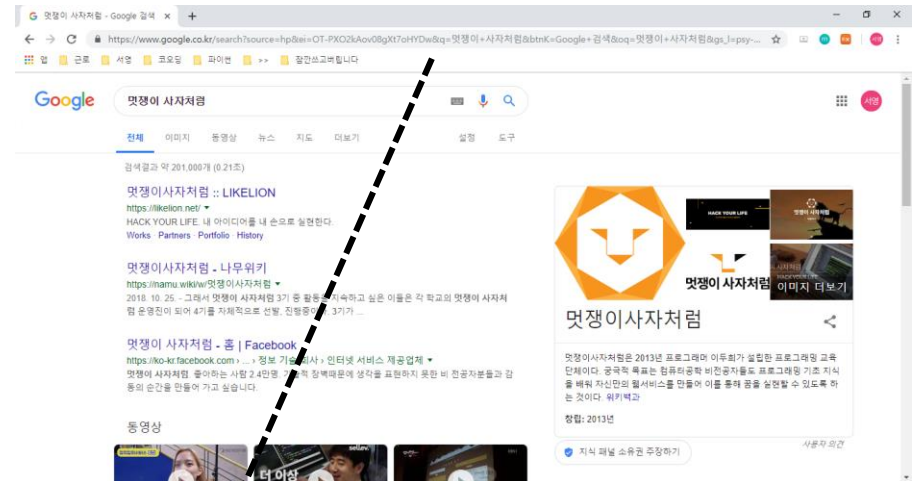 멋쟁이 사자처럼 - Google 검색
https://www.google.co.kr/search?source=hp&ei=OT-PXO2kAov08gXt7oHYDw&q=멋쟁이+사자처럼&btnK=Google+검색&oq=멋쟁이+사자처럼&gs_l=psy-...
앱 근로 서영 코오딩 파이썬 >> 잠깐쓰고버립니다
Google 멋쟁이 사자처럼 서영
전체 이미지 동영상 뉴스 지도 더보기 설정 도구
검색결과 약 201,000개 (0.21초)
멋쟁이사자처럼 :: LIKELION
https://likelion.net/
HACK YOUR LIFE. 내 아이디어를 내 손으로 실현한다.
Works · Partners · Portfolio · History
멋쟁이사자처럼 - 나무위키
https://namu.wiki/w/멋쟁이사자처럼
2018. 10. 25. - 그래서 멋쟁이 사자처럼 3기 중 활동을 지속하고 싶은 이들은 각 학교의 멋쟁이 사자처
럼 운영진이 되어 4기를 자체적으로 선발, 진행중이다. 3기가 ...
멋쟁이 사자처럼 - 홈 | Facebook
https://ko-kr.facebook.com › ... › 정보 기술 회사 › 인터넷 서비스 제공업체
멋쟁이 사자처럼. 좋아하는 사람 2.4만명. 기술적 장벽때문에 생각을 표현하지 못한 비 전공자분들과 감
동의 순간을 만들어 가고 싶습니다.
동영상
더 이상
sellev.
HACK YOUR LIFE
멋쟁이 사자처럼
멋쟁이 사자처럼
이미지 더보기
멋쟁이사자처럼
멋쟁이사자처럼은 2013년 프로그래머 이두희가 설립한 프로그래밍 교육
단체이다. 궁극적 목표는 컴퓨터공학 비전공자들도 프로그래밍 기초 지식
을 배워 자신만의 웹서비스를 만들어 이를 통해 꿈을 실현할 수 있도록 하
는 것이다. 위키백과
창립: 2013년
지식 패널 소유권 주장하기
사용자 의견